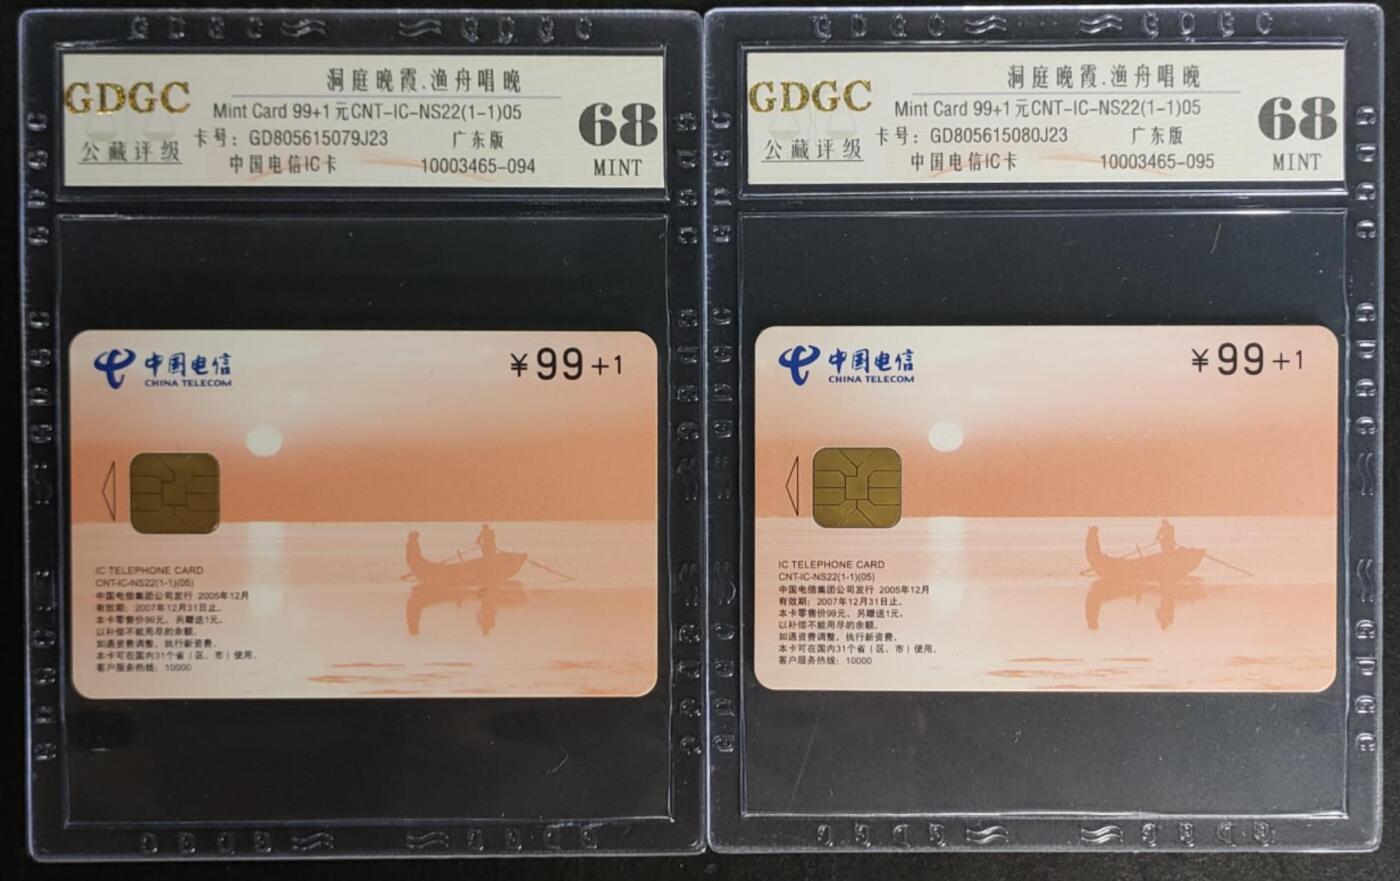 GDGC
公藏评级
洞庭晚霞.渔舟唱晚
Mint Card 99+1元CNT-IC-NS22(1-1)05
卡号：GD805615079J23 广东版
中国电信IC卡 10003465-094
68
MINT
中国电信
CHINA TELECOM
¥99+1
IC TELEPHONE CARD
CNT-IC-NS22(1-1)(05)
中国电信集团公司发行 2005年12月
有效期：2007年12月31日止。
本卡零售价99元，另赠送1元，
以补偿不能用尽的余额。
如遇资费调整，执行新资费。
本卡可在国内31个省（区、市）使用。
客户服务热线：10000
GDGC
公藏评级
洞庭晚霞.渔舟唱晚
Mint Card 99+1元CNT-IC-NS22(1-1)05
卡号：GD805615080J23 广东版
中国电信IC卡 10003465-095
68
MINT
中国电信
CHINA TELECOM
¥99+1
IC TELEPHONE CARD
CNT-IC-NS22(1-1)(05)
中国电信集团公司发行 2005年12月
有效期：2007年12月31日止。
本卡零售价99元，另赠送1元，
以补偿不能用尽的余额。
如遇资费调整，执行新资费。
本卡可在国内31个省（区、市）使用。
客户服务热线：10000